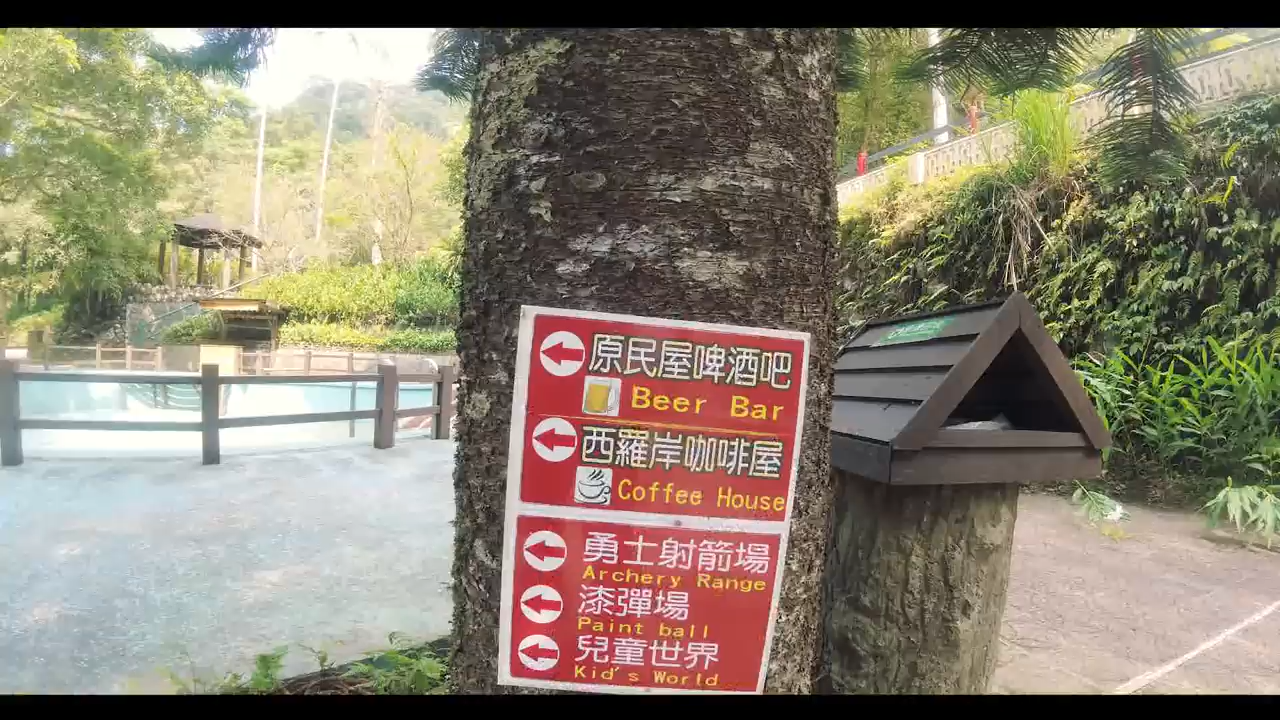 原民屋啤酒吧
Beer Bar
西羅岸咖啡屋
Coffee House
勇士射箭場
Archery Range
漆彈場
Paint ball
兒童世界
Kid's World